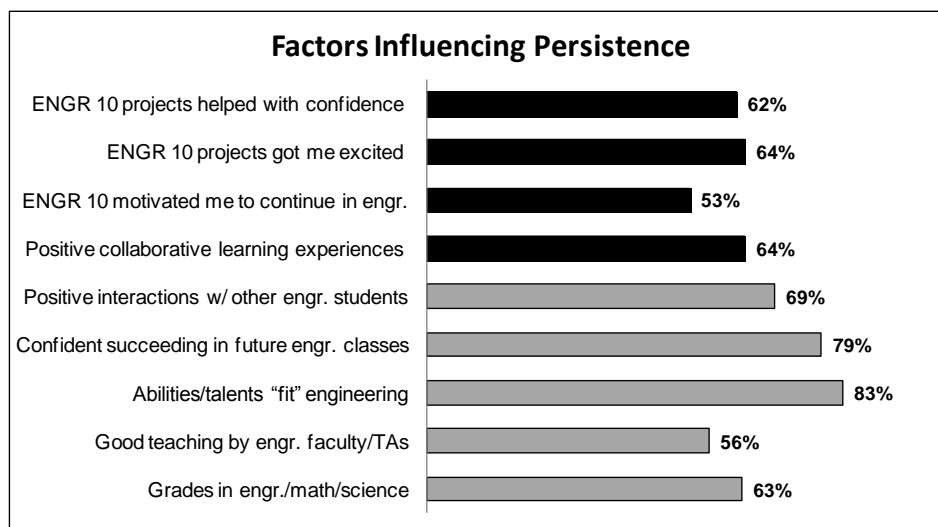 Factors Influencing Persistence
ENGR 10 projects helped with confidence 62%
ENGR 10 projects got me excited 64%
ENGR 10 motivated me to continue in engr. 53%
Positive collaborative learning experiences 64%
Positive interactions w/ other engr. students 69%
Confident succeeding in future engr. classes 79%
Abilities/talents “fit” engineering 83%
Good teaching by engr. faculty/TAs 56%
Grades in engr./math/science 63%